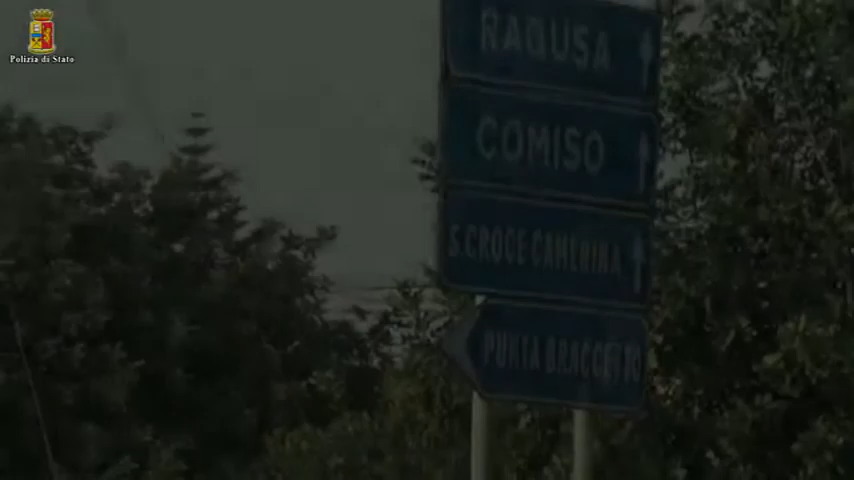 Polizia di Stato
RAGUSA
COMISO
S.CROCE CAMERINA
PUNTA BRACCETTO